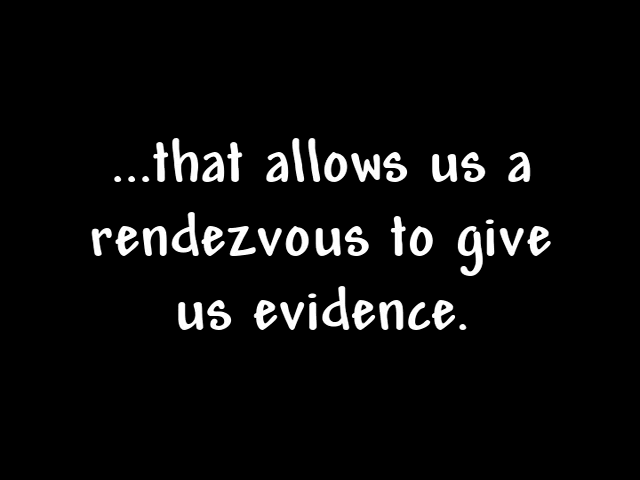 ...that allows us a
rendezvous to give
us evidence.